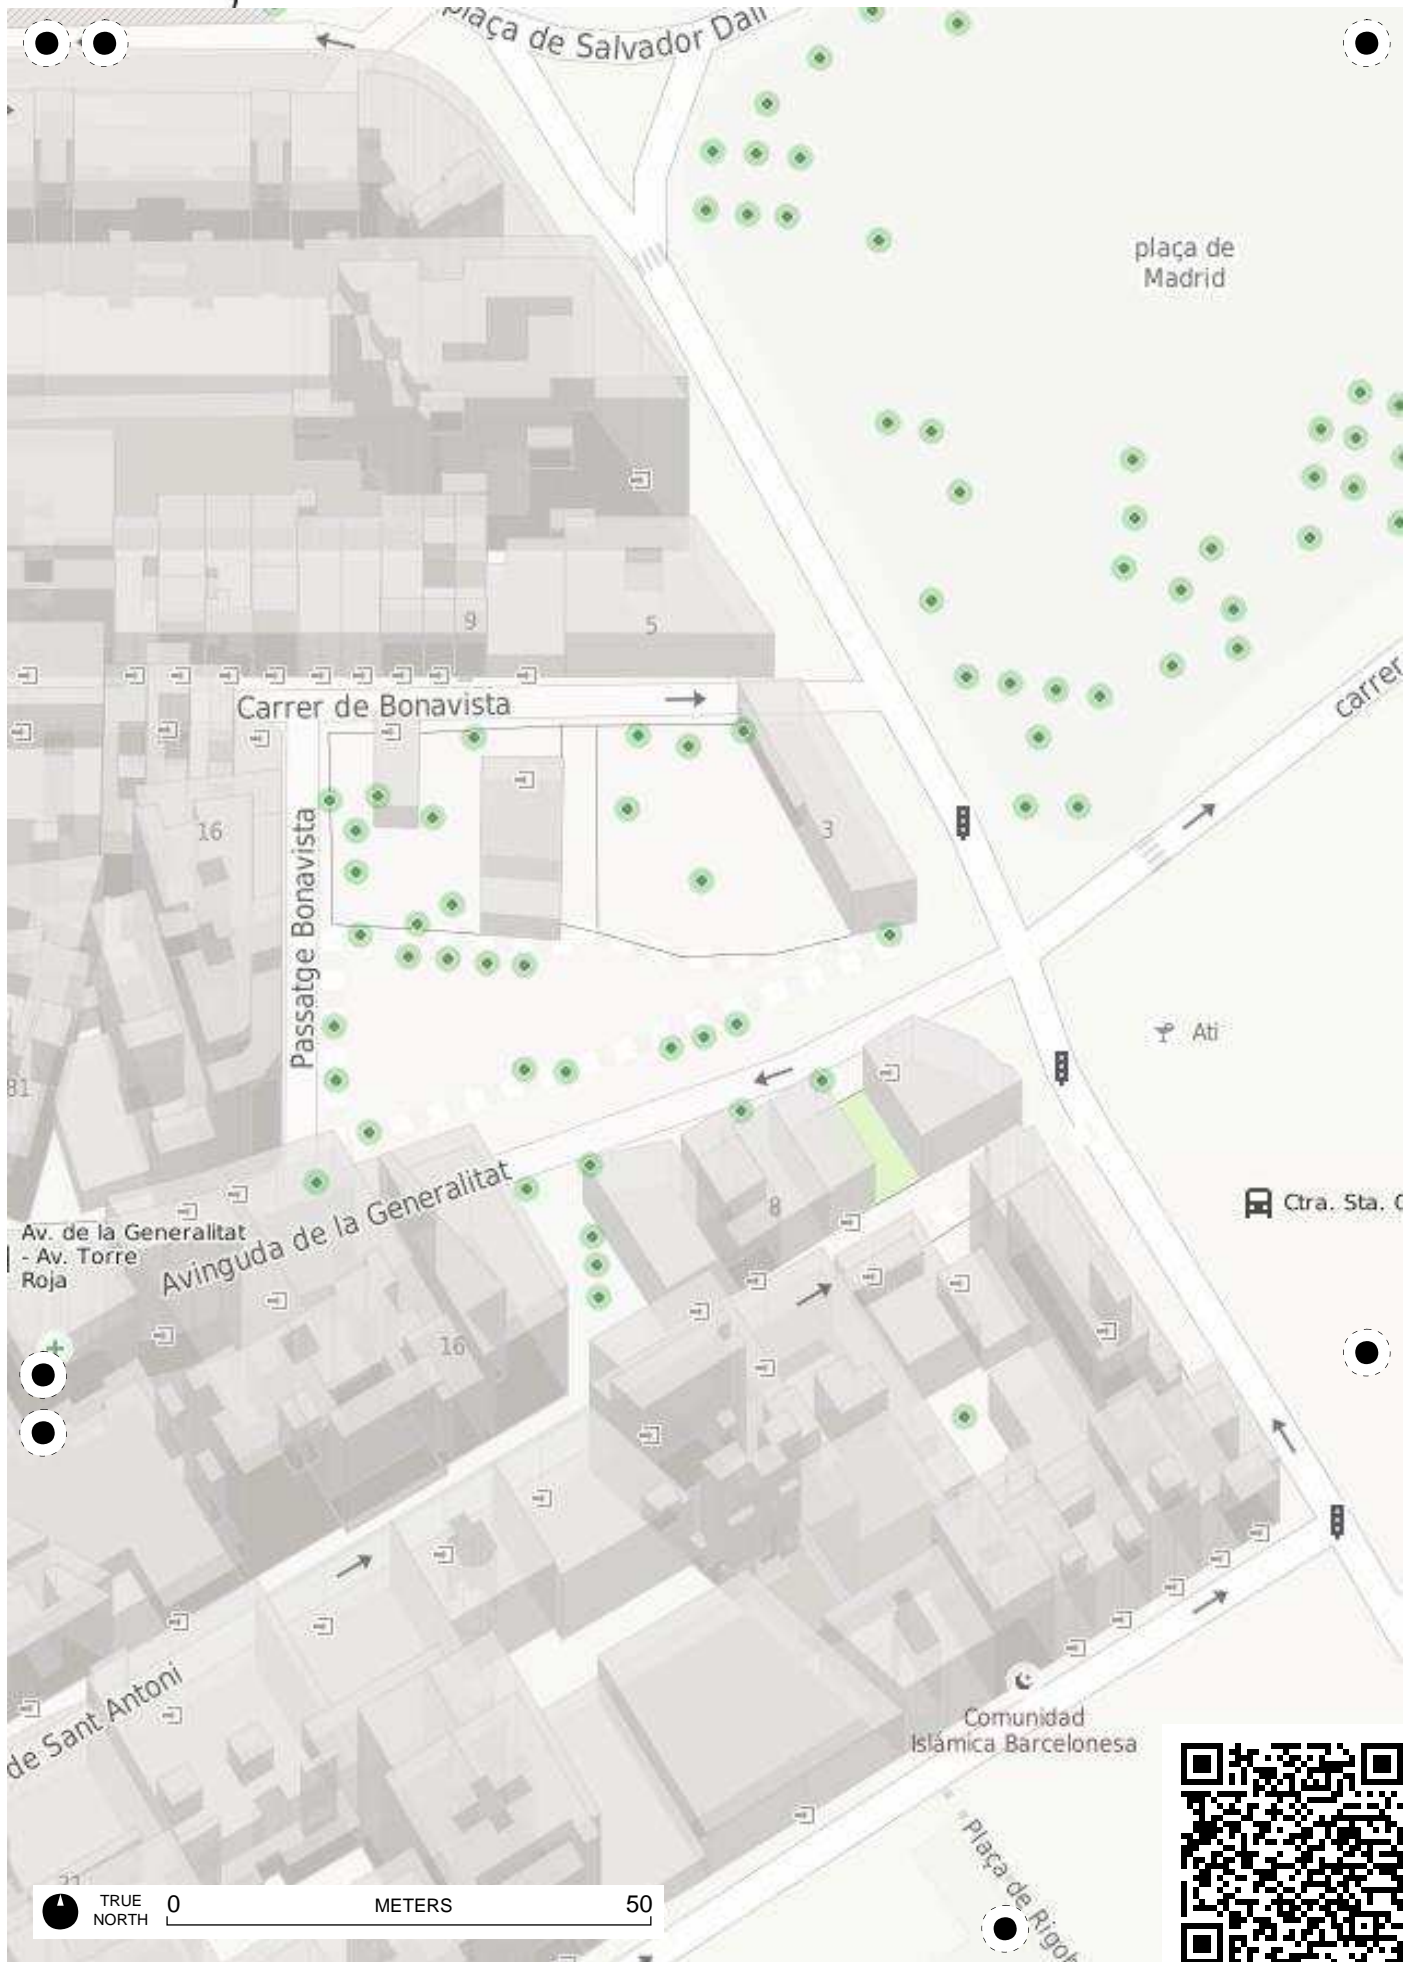 plaça de Salvador Dalí
plaça de
Madrid
9
5
Carrer de Bonavista
carrer
16
3
Passatge Bonavista
Ati
31
8
Ctra. Sta.
Av. de la Generalitat
- Av. Torre
Roja
Avinguda de la Generalitat
16
de Sant Antoni
Comunidad
Islámica Barcelonesa
Plaça de
TRUE
NORTH
0
METERS
50